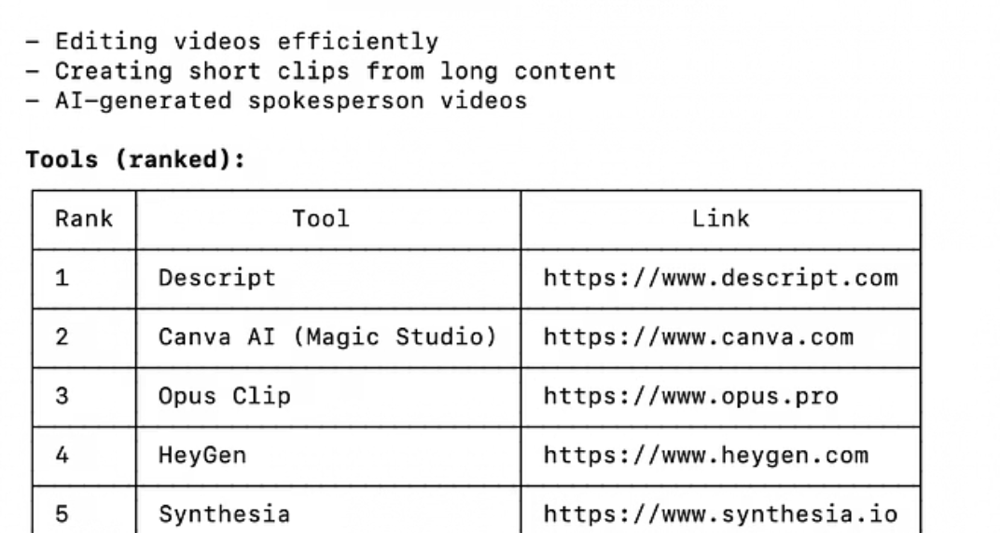 – Editing videos efficiently
– Creating short clips from long content
– AI–generated spokesperson videos
Tools (ranked):
Rank Tool Link
1 Descript https://www.descript.com
2 Canva AI (Magic Studio) https://www.canva.com
3 Opus Clip https://www.opus.pro
4 HeyGen https://www.heygen.com
5 Synthesia https://www.synthesia.io